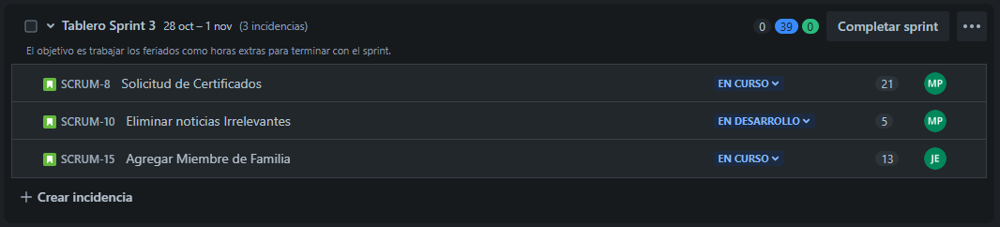 Tablero Sprint 3 28 oct – 1 nov (3 incidencias) 0 39 0 Completar sprint
El objetivo es trabajar los feriados como horas extras para terminar con el sprint.
SCRUM-8 Solicitud de Certificados EN CURSO 21 MP
SCRUM-10 Eliminar noticias Irrelevantes EN DESARROLLO 5 MP
SCRUM-15 Agregar Miembro de Familia EN CURSO 13 JE
+ Crear incidencia